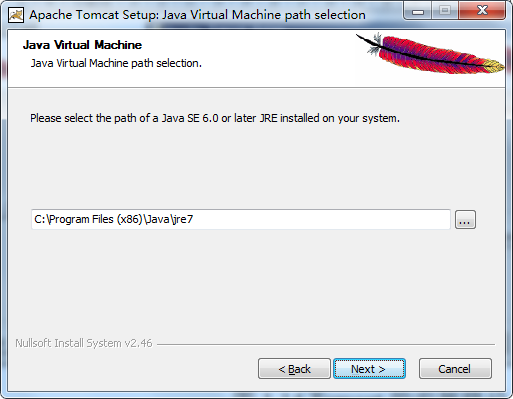 Apache Tomcat Setup: Java Virtual Machine path selection
Java Virtual Machine
Java Virtual Machine path selection.
Please select the path of a Java SE 6.0 or later JRE installed on your system.
C:\Program Files (x86)\Java\jre7
...
Nullsoft Install System v2.46
< Back
Next >
Cancel